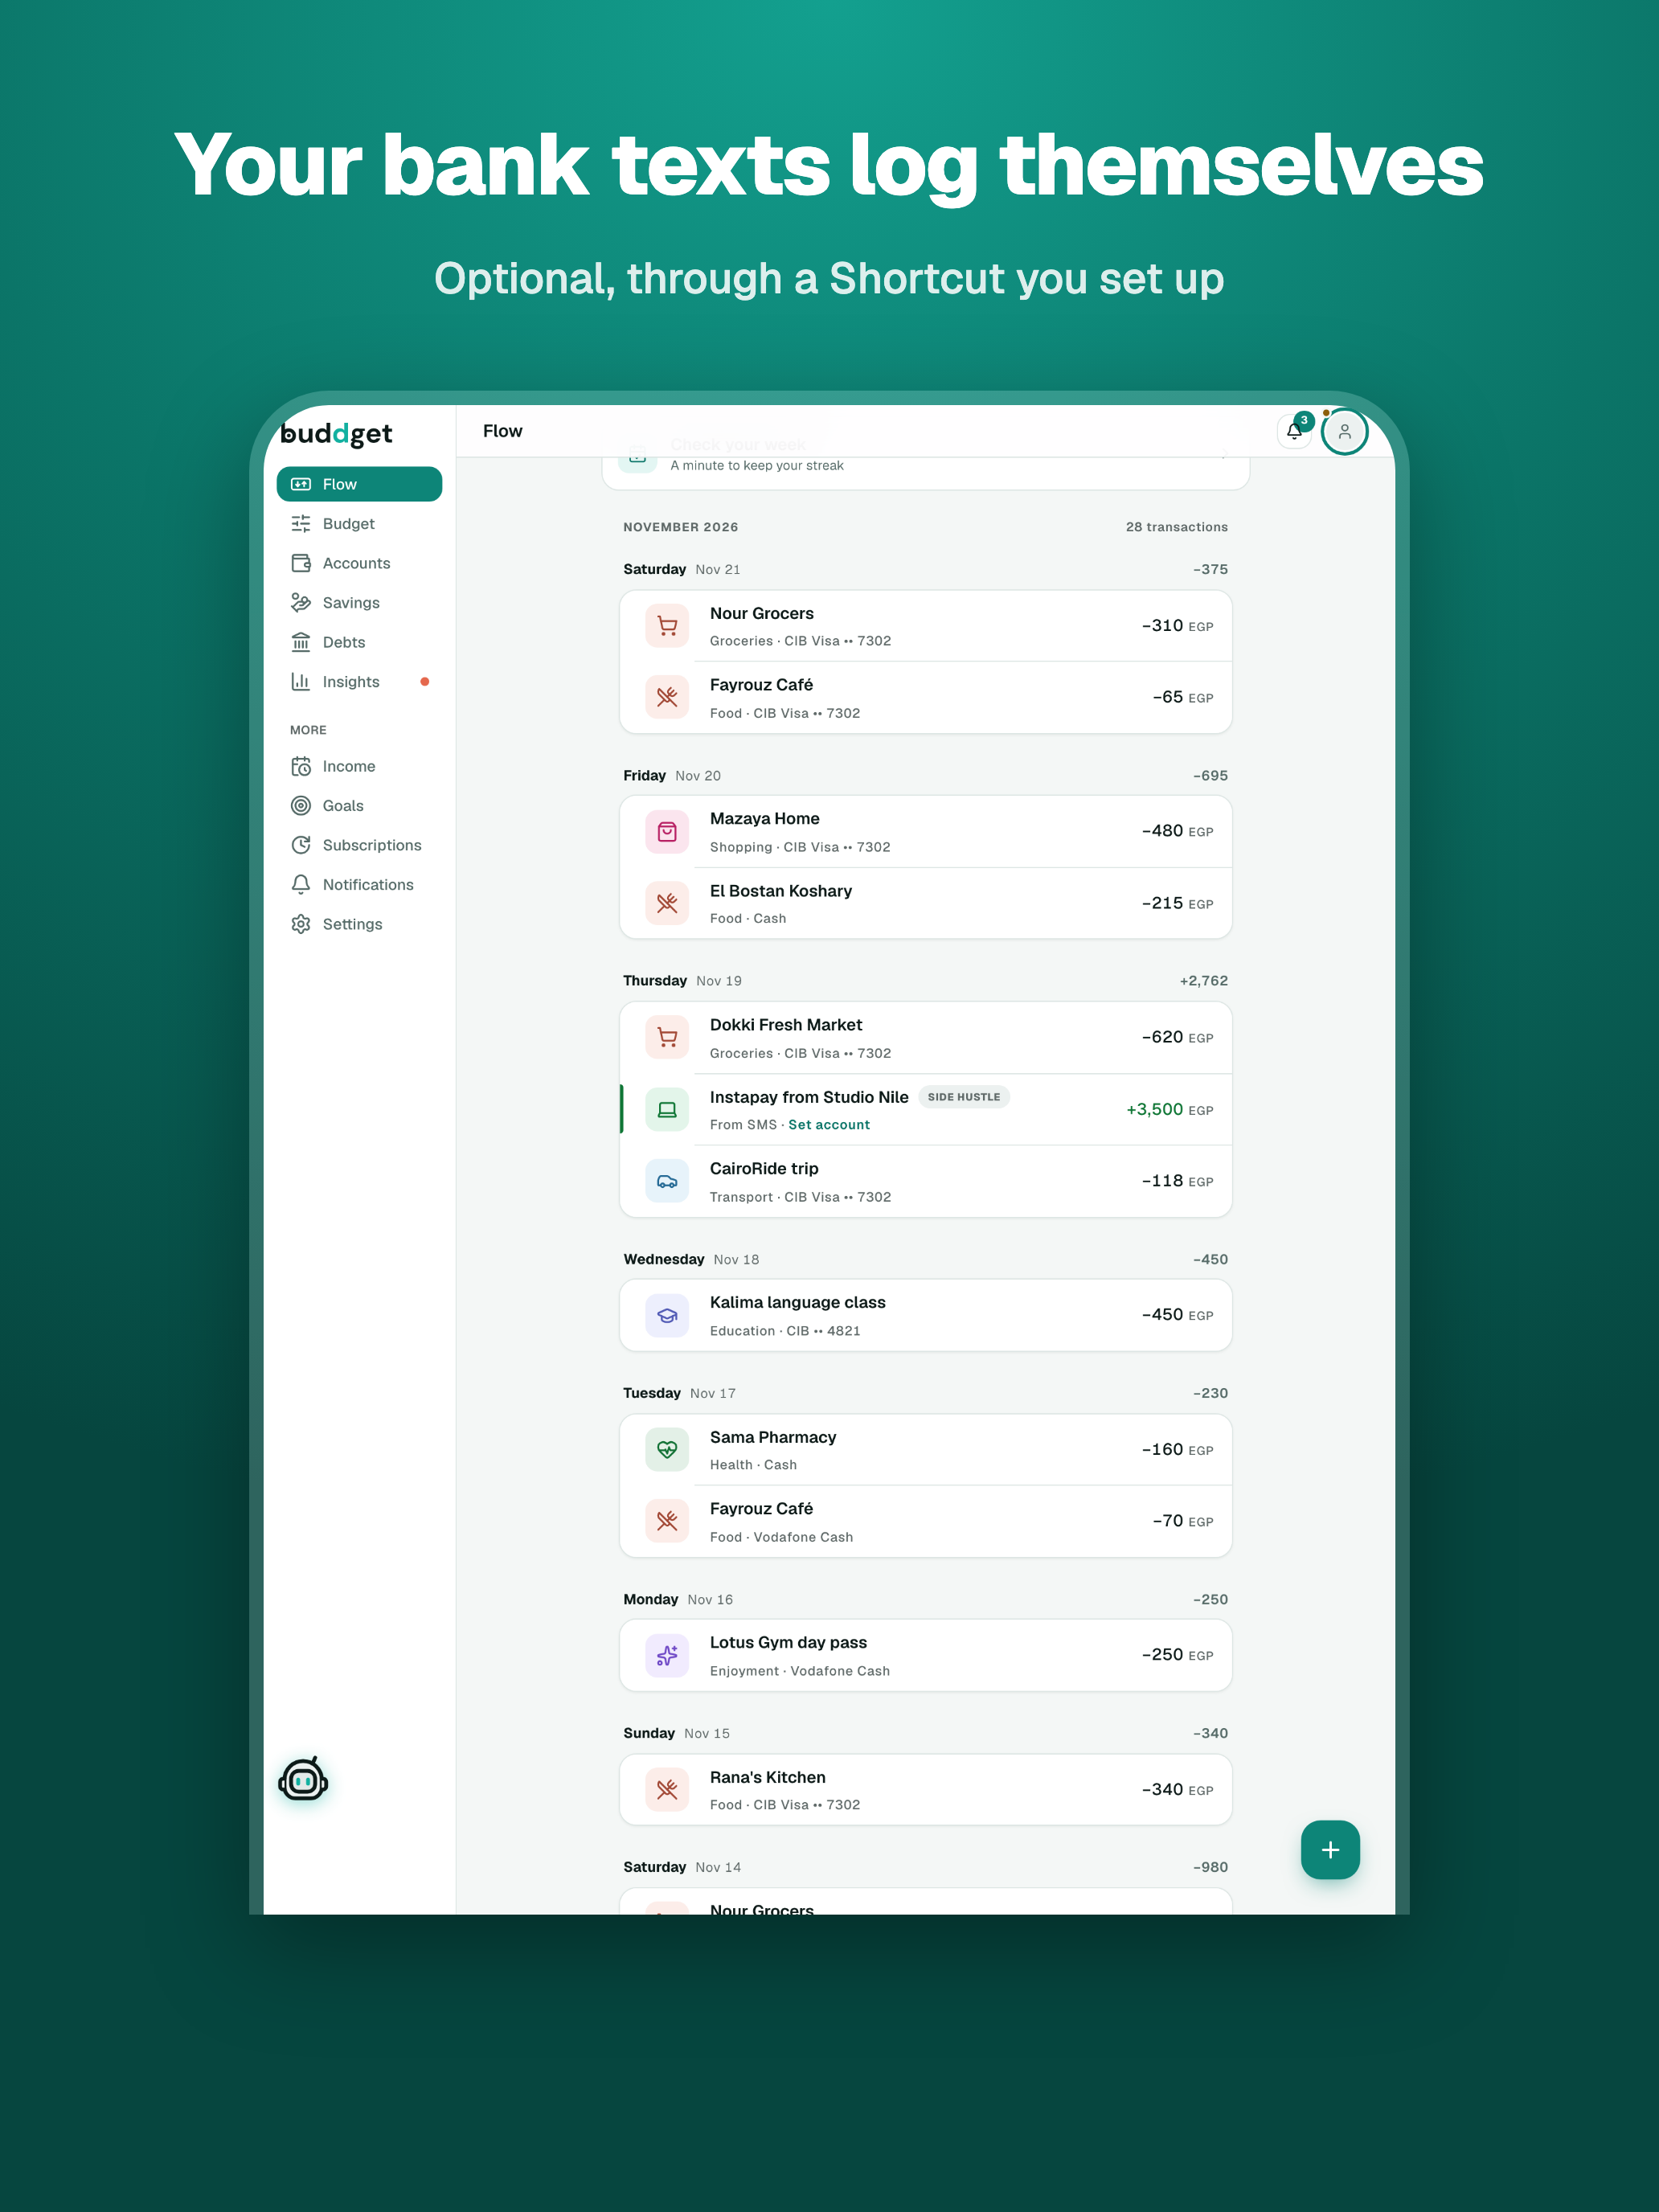 Your bank texts log themselves
Optional, through a Shortcut you set up
buddget
Flow
3
Flow
Budget
Accounts
Savings
Debts
Insights
MORE
Income
Goals
Subscriptions
Notifications
Settings
Check your week
A minute to keep your streak
NOVEMBER 2026 28 transactions
Saturday Nov 21 −375
Nour Grocers
Groceries · CIB Visa •• 7302
−310 EGP
Fayrouz Café
Food · CIB Visa •• 7302
−65 EGP
Friday Nov 20 −695
Mazaya Home
Shopping · CIB Visa •• 7302
−480 EGP
El Bostan Koshary
Food · Cash
−215 EGP
Thursday Nov 19 +2,762
Dokki Fresh Market
Groceries · CIB Visa •• 7302
−620 EGP
Instapay from Studio Nile SIDE HUSTLE
From SMS · Set account
+3,500 EGP
CairoRide trip
Transport · CIB Visa •• 7302
−118 EGP
Wednesday Nov 18 −450
Kalima language class
Education · CIB •• 4821
−450 EGP
Tuesday Nov 17 −230
Sama Pharmacy
Health · Cash
−160 EGP
Fayrouz Café
Food · Vodafone Cash
−70 EGP
Monday Nov 16 −250
Lotus Gym day pass
Enjoyment · Vodafone Cash
−250 EGP
Sunday Nov 15 −340
Rana's Kitchen
Food · CIB Visa •• 7302
−340 EGP
Saturday Nov 14 −980
Nour Grocers